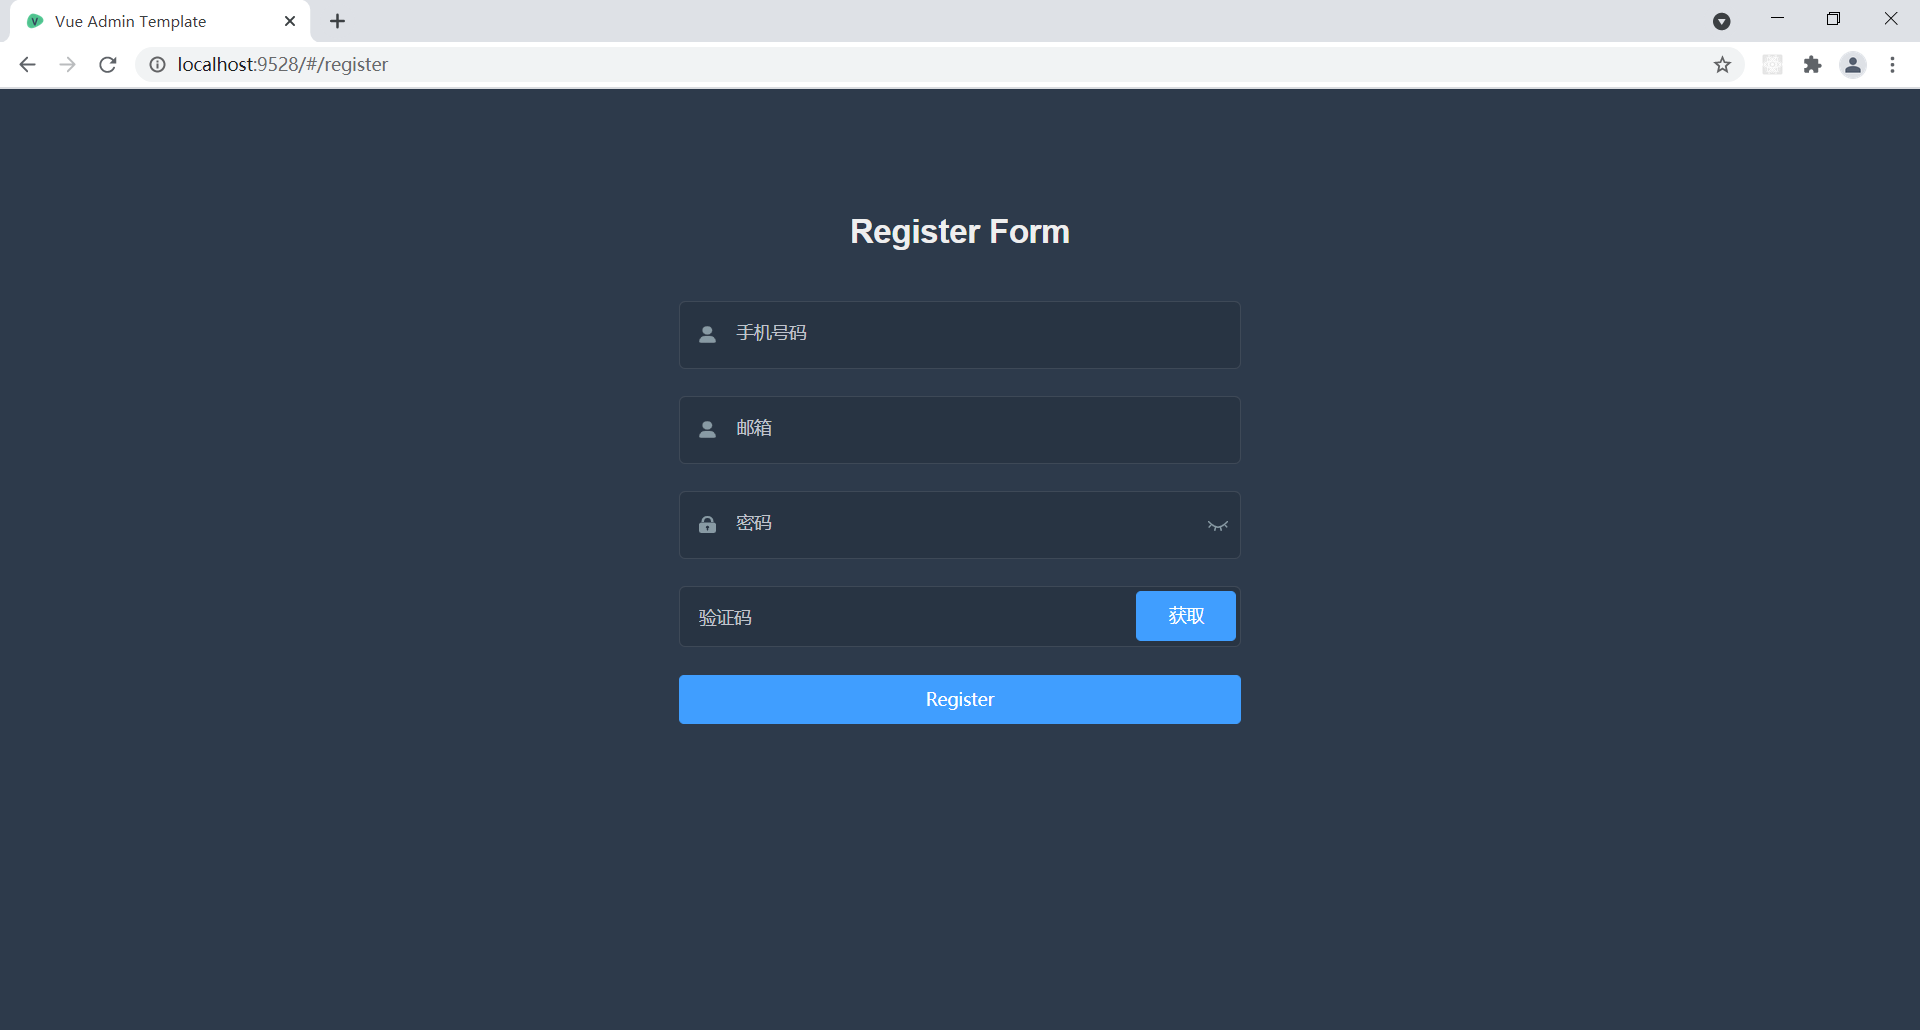 Vue Admin Template
localhost:9528/#/register
Register Form
手机号码
邮箱
密码
验证码
获取
Register